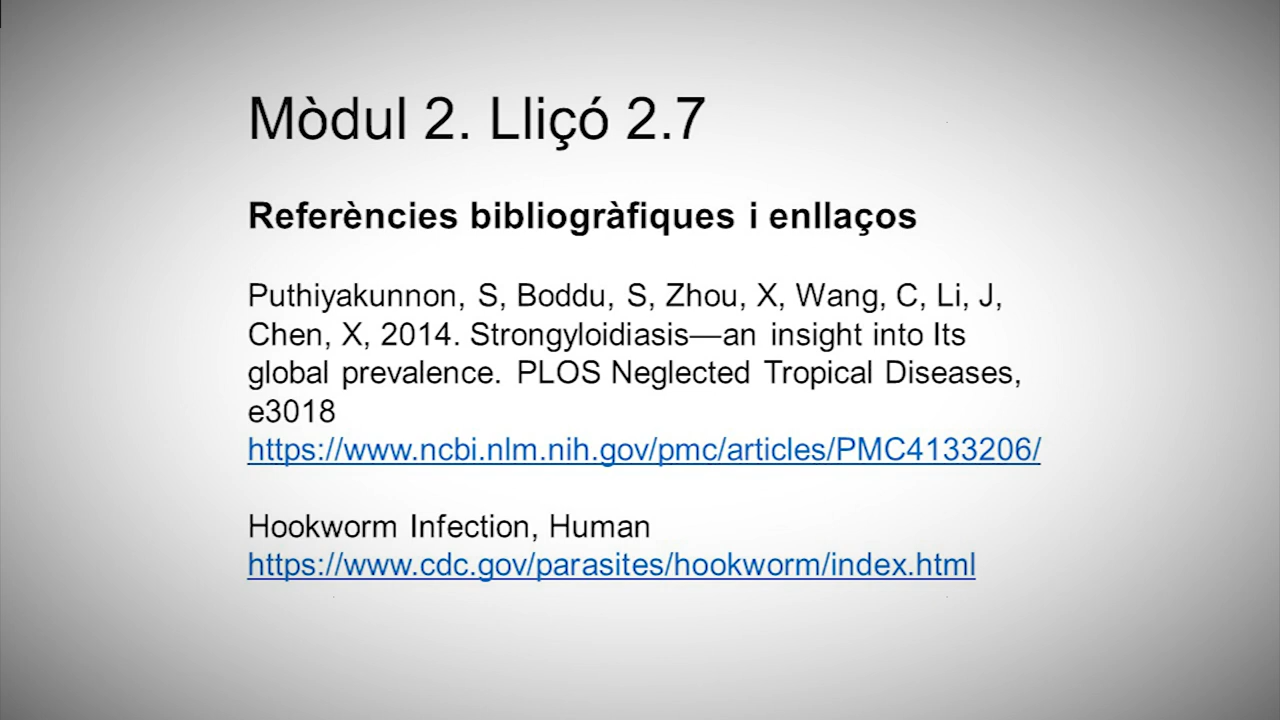 Mòdul 2. Lliçó 2.7
Referències bibliogràfiques i enllaços
Puthiyakunnon, S, Boddu, S, Zhou, X, Wang, C, Li, J,
Chen, X, 2014. Strongyloidiasis—an insight into Its
global prevalence. PLOS Neglected Tropical Diseases,
e3018
https://www.ncbi.nlm.nih.gov/pmc/articles/PMC4133206/
Hookworm Infection, Human
https://www.cdc.gov/parasites/hookworm/index.html